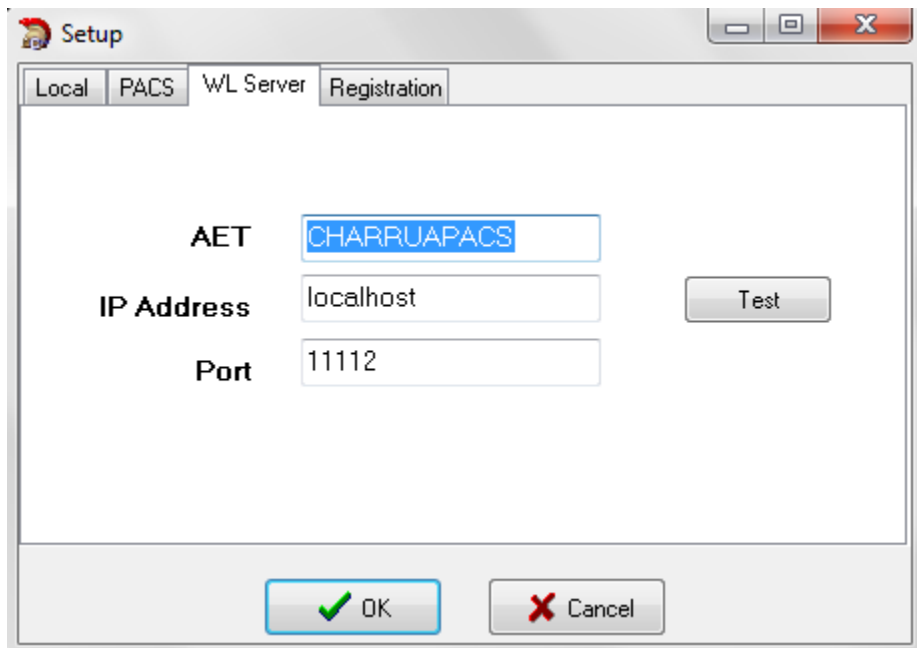 Setup
Local PACS WL Server Registration
AET CHARRUAPACS
IP Address localhost
Test
Port 11112
OK Cancel